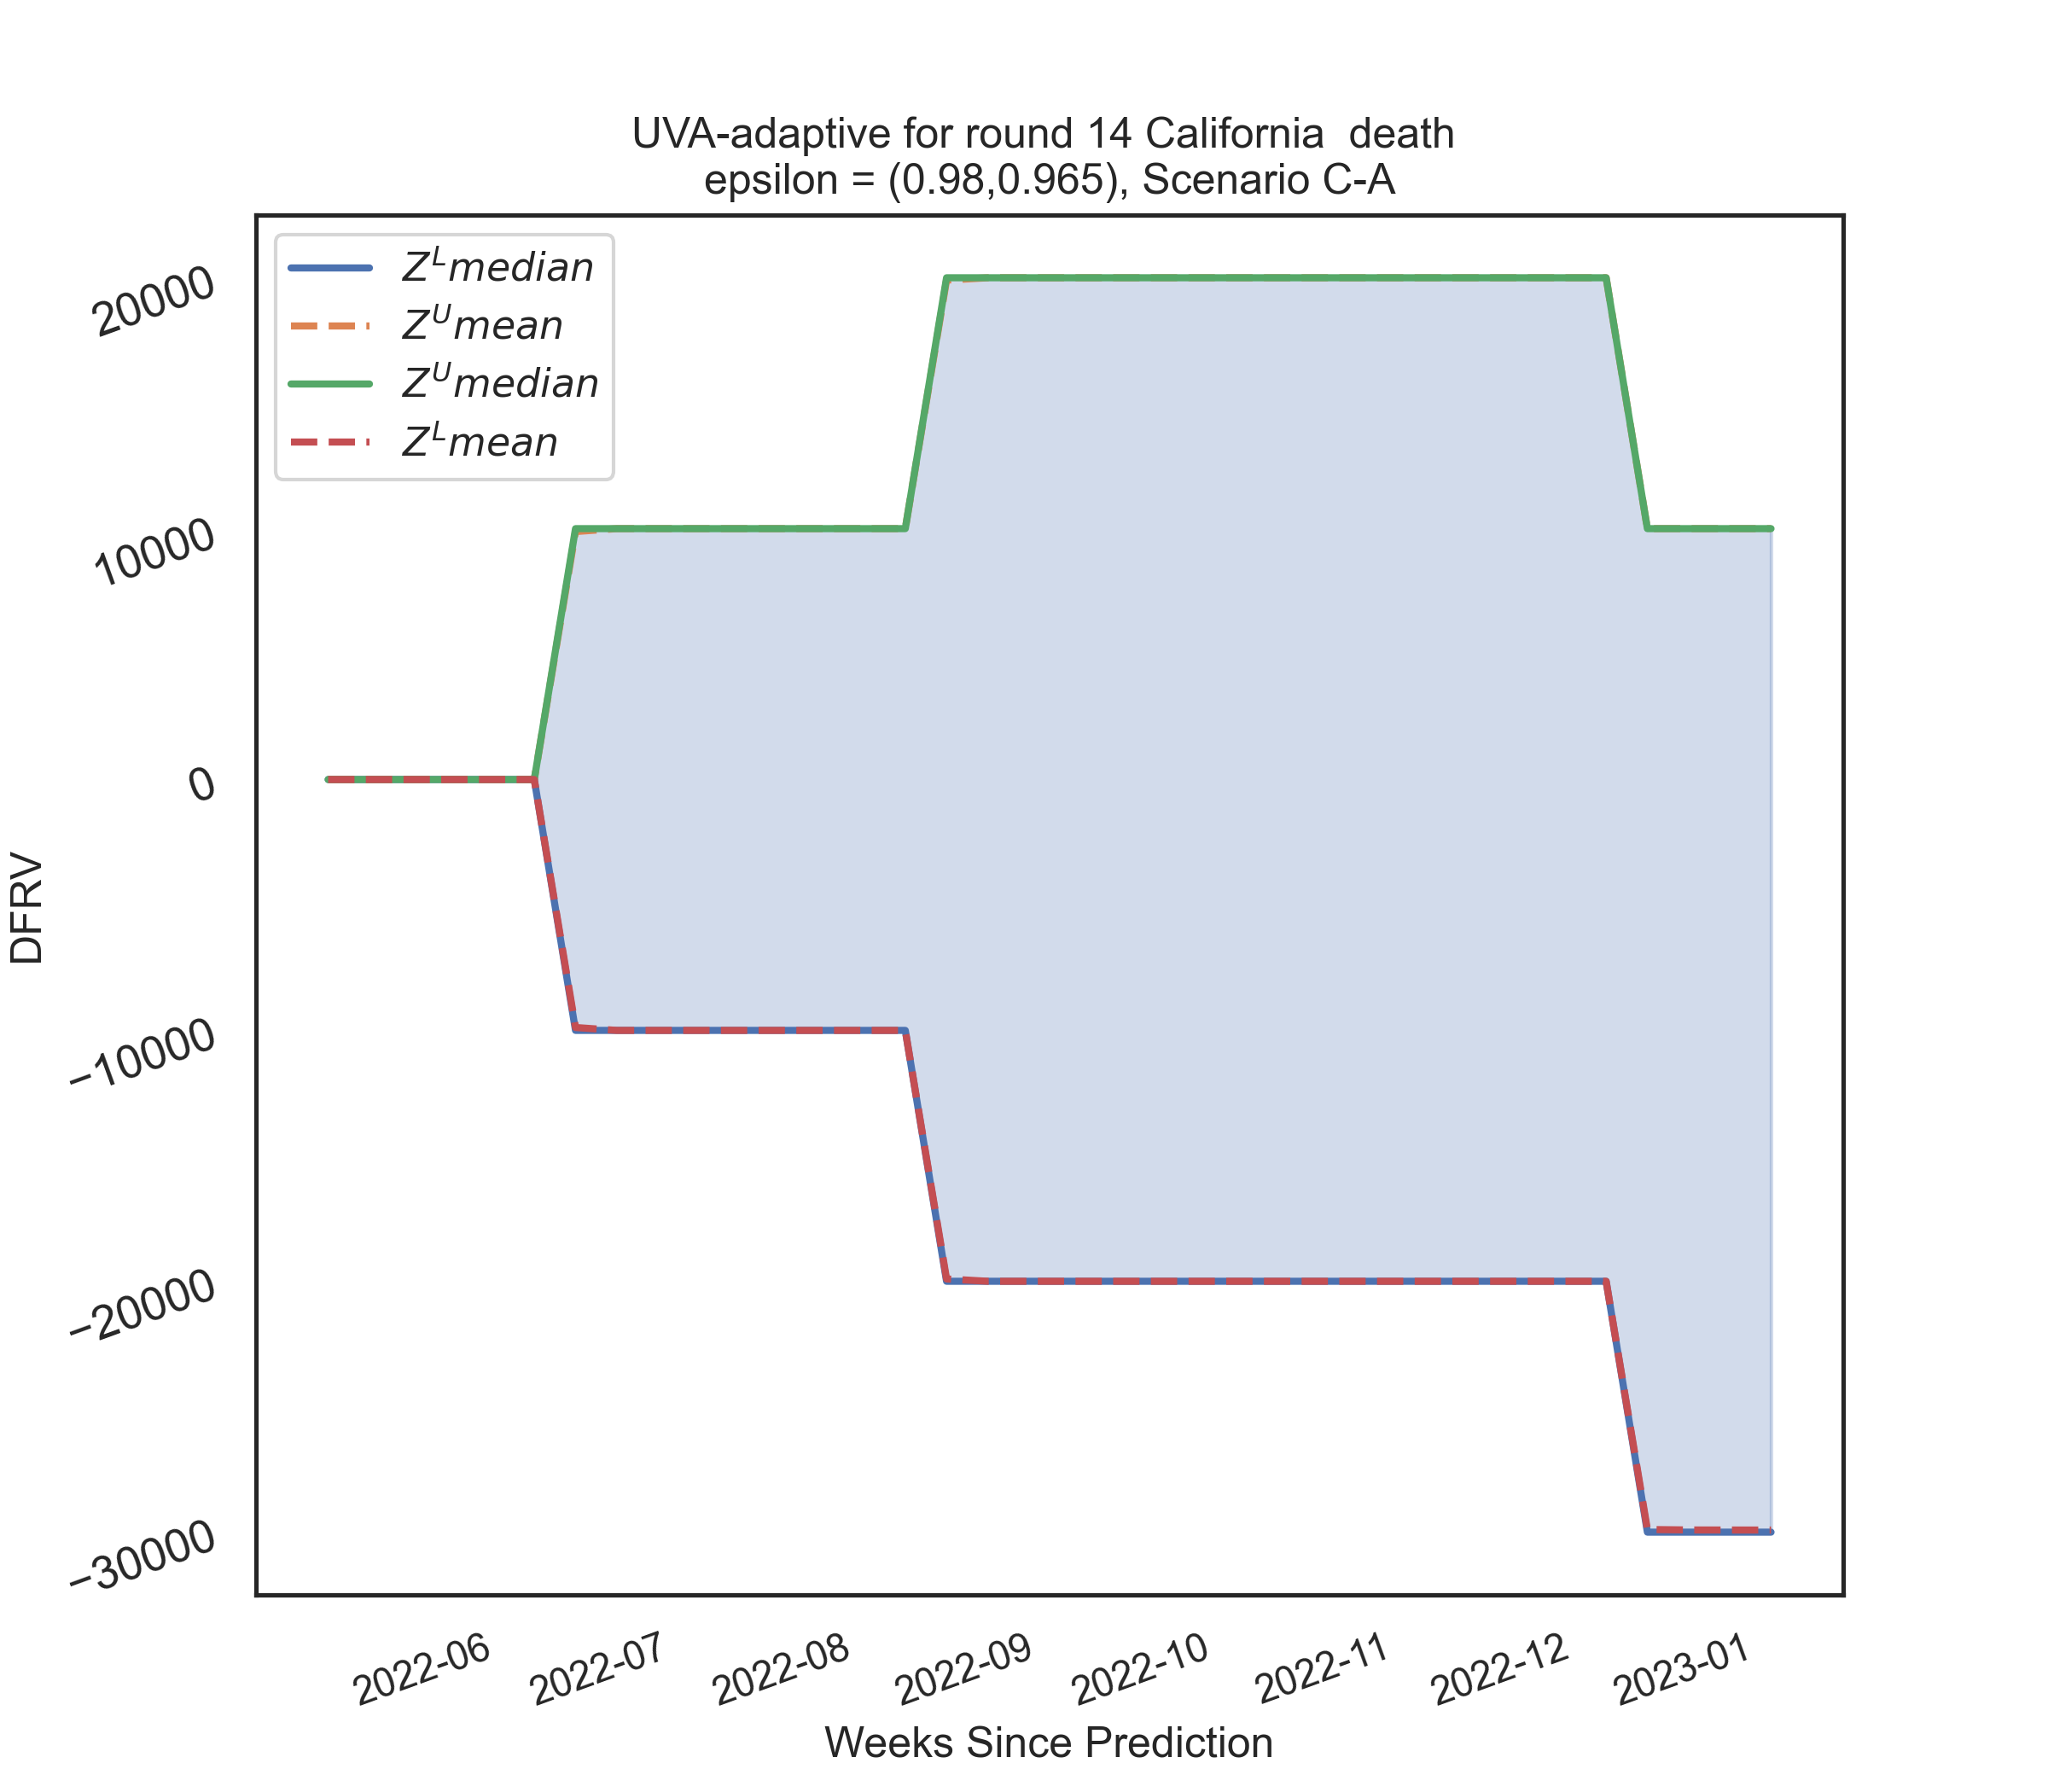 UVA-adaptive for round 14 California  death
epsilon = (0.98,0.965), Scenario C-A
Z^L median
Z^U mean
Z^U median
Z^L mean
20000
10000
0
−10000
−20000
−30000
DFRV
2022-06
2022-07
2022-08
2022-09
2022-10
2022-11
2022-12
2023-01
Weeks Since Prediction